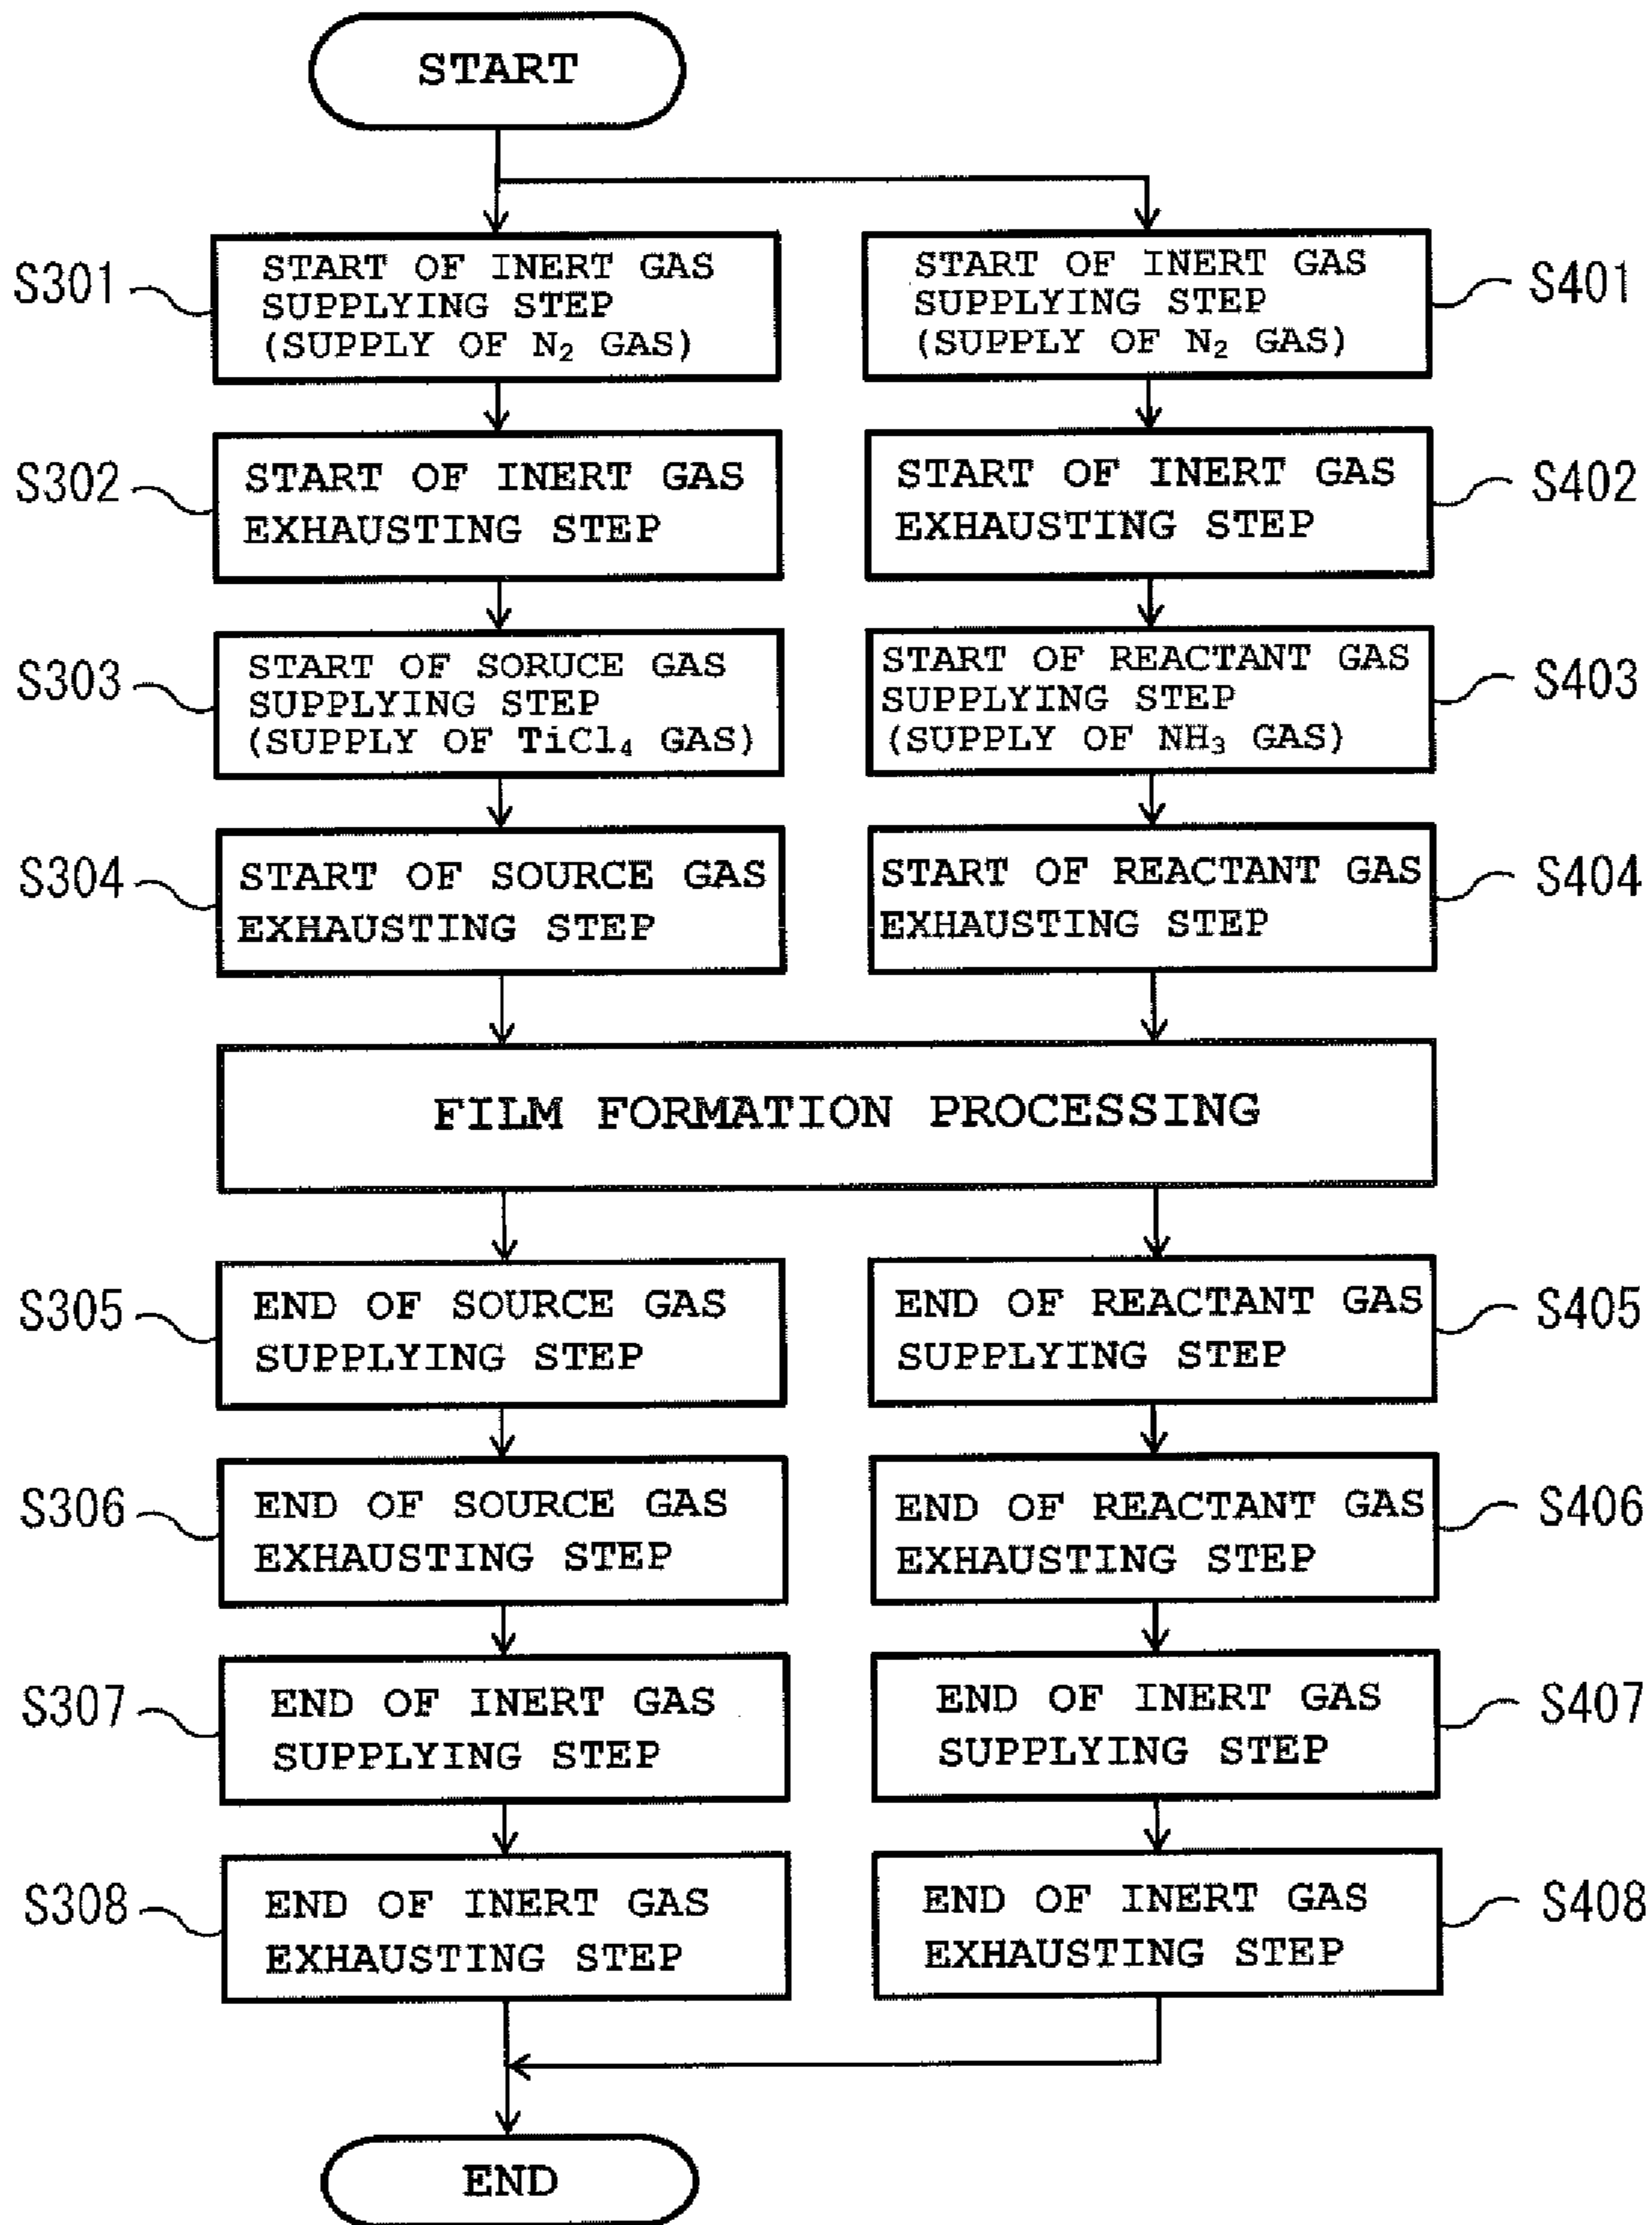 START
S301
START OF INERT GAS
SUPPLYING STEP
(SUPPLY OF N₂ GAS)
START OF INERT GAS
SUPPLYING STEP
(SUPPLY OF N₂ GAS)
S401
S302
START OF INERT GAS
EXHAUSTING STEP
START OF INERT GAS
EXHAUSTING STEP
S402
S303
START OF SORUCE GAS
SUPPLYING STEP
(SUPPLY OF TiCl₄ GAS)
START OF REACTANT GAS
SUPPLYING STEP
(SUPPLY OF NH₃ GAS)
S403
S304
START OF SOURCE GAS
EXHAUSTING STEP
START OF REACTANT GAS
EXHAUSTING STEP
S404
FILM FORMATION PROCESSING
S305
END OF SOURCE GAS
SUPPLYING STEP
END OF REACTANT GAS
SUPPLYING STEP
S405
S306
END OF SOURCE GAS
EXHAUSTING STEP
END OF REACTANT GAS
EXHAUSTING STEP
S406
S307
END OF INERT GAS
SUPPLYING STEP
END OF INERT GAS
SUPPLYING STEP
S407
S308
END OF INERT GAS
EXHAUSTING STEP
END OF INERT GAS
EXHAUSTING STEP
S408
END